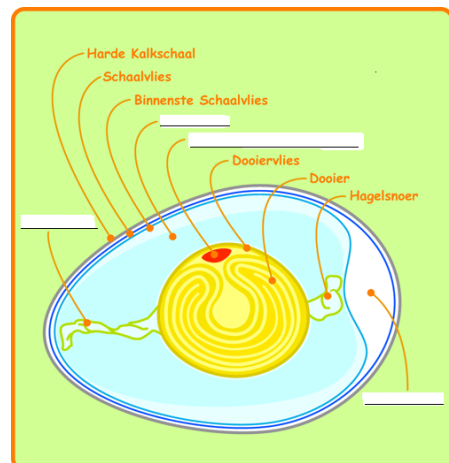 Harde Kalkschaal
Schaalvlies
Binnenste Schaalvlies
Dooiervlies
Dooier
Hagelsnoer